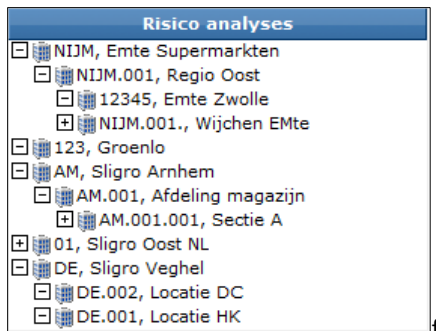 Risico analyses
NIJM, Emte Supermarkten
NIJM.001, Regio Oost
12345, Emte Zwolle
NIJM.001., Wijchen EMte
123, Groenlo
AM, Sligro Arnhem
AM.001, Afdeling magazijn
AM.001.001, Sectie A
01, Sligro Oost NL
DE, Sligro Veghel
DE.002, Locatie DC
DE.001, Locatie HK